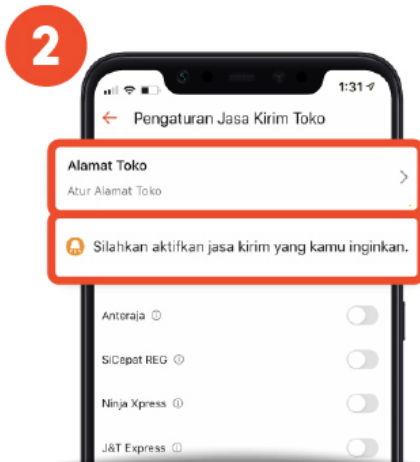 2
1:31
Pengaturan Jasa Kirim Toko
Alamat Toko
Atur Alamat Toko
Silahkan aktifkan jasa kirim yang kamu inginkan.
Anteraja
SiCepat REG
Ninja Xpress
J&T Express